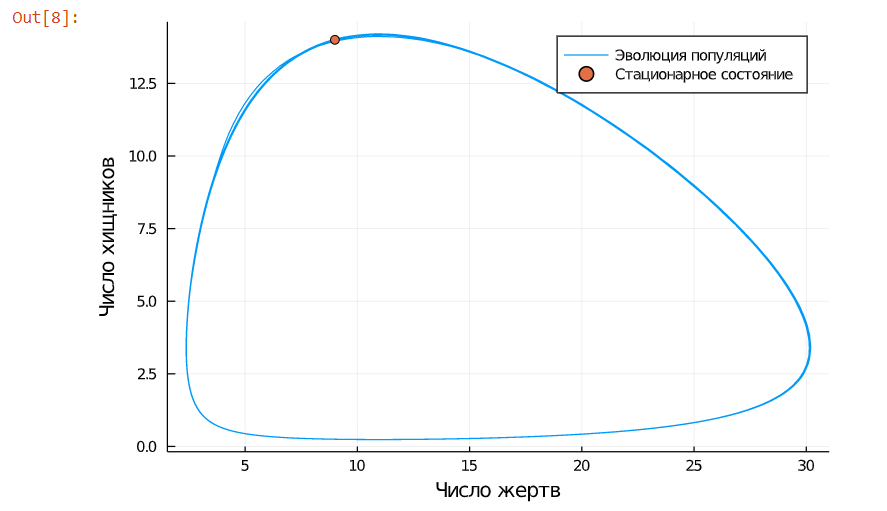 Out[8]:
Эволюция популяций
Стационарное состояние
12.5
10.0
7.5
5.0
2.5
0.0
Число хищников
5 10 15 20 25 30
Число жертв